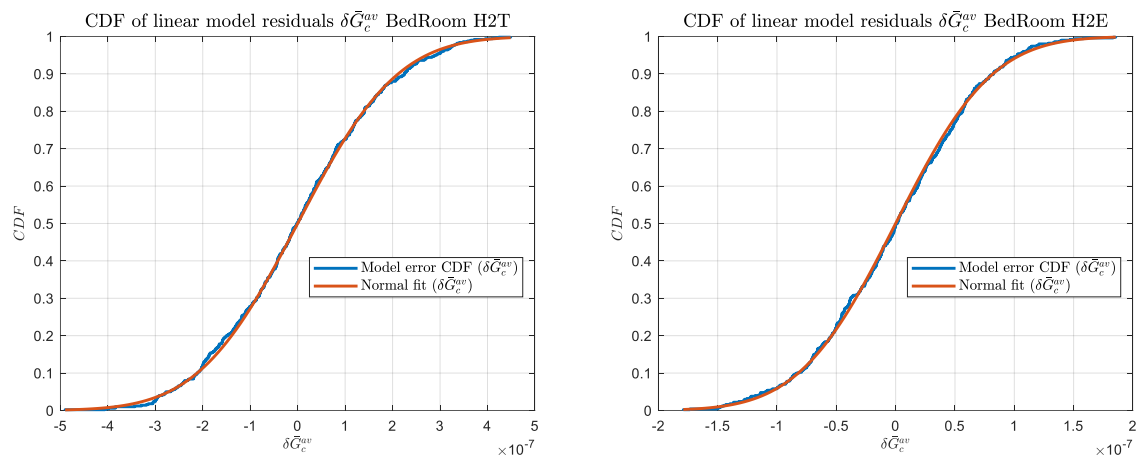 CDF of linear model residuals δḠ_c^{av} BedRoom H2T
1
0.9
0.8
0.7
0.6
0.5
0.4
0.3
0.2
0.1
0
CDF
Model error CDF (δḠ_c^{av})
Normal fit (δḠ_c^{av})
-5 -4 -3 -2 -1 0 1 2 3 4 5
δḠ_c^{av}
×10^{-7}
CDF of linear model residuals δḠ_c^{av} BedRoom H2E
1
0.9
0.8
0.7
0.6
0.5
0.4
0.3
0.2
0.1
0
CDF
Model error CDF (δḠ_c^{av})
Normal fit (δḠ_c^{av})
-2 -1.5 -1 -0.5 0 0.5 1 1.5 2
δḠ_c^{av}
×10^{-7}